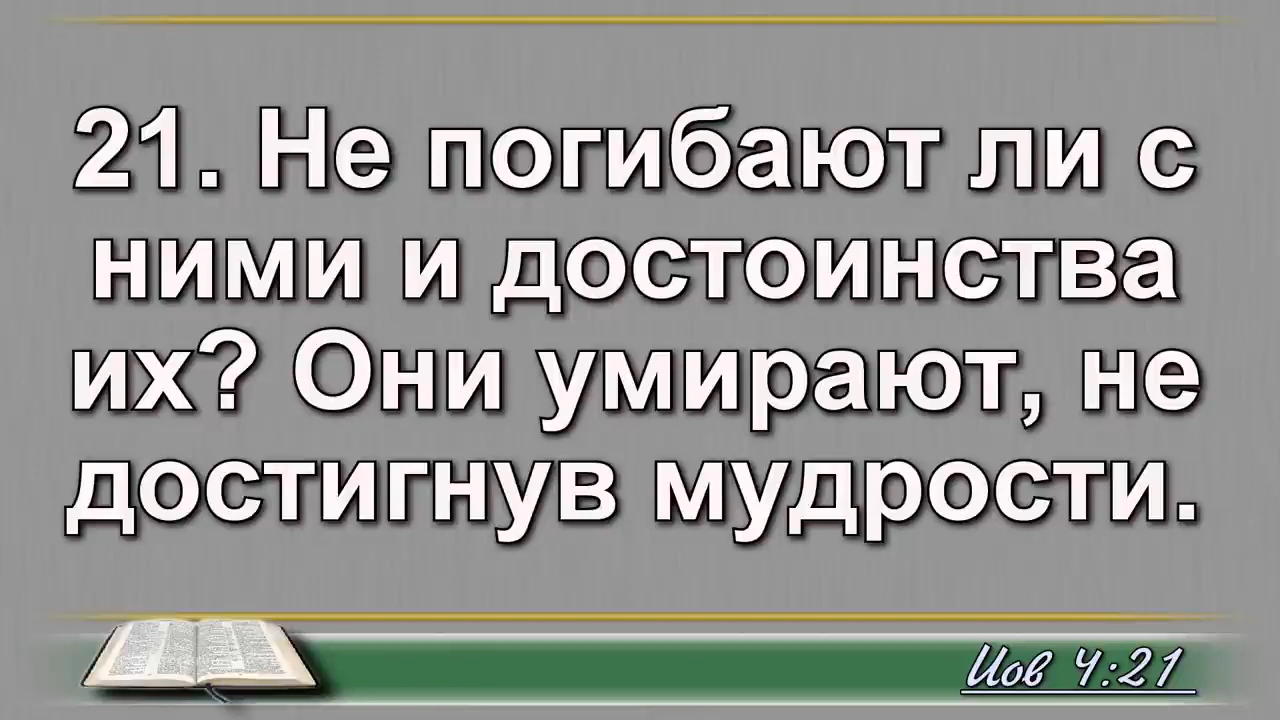 21. Не погибают ли с
ними и достоинства
их? Они умирают, не
достигнув мудрости.
Иов 4:21